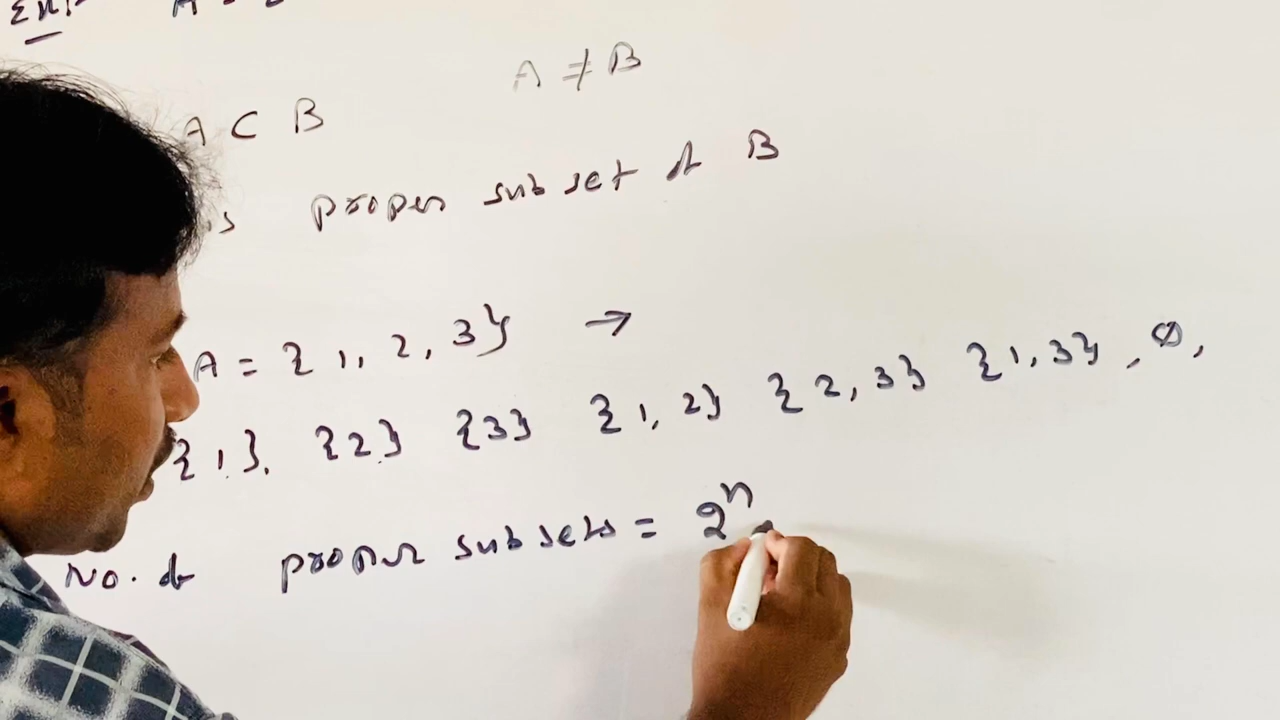 A ≠ B
A ⊂ B
is proper subset of B
A = {1, 2, 3} →
{1}, {2} {3} {1, 2} {2, 3} {1, 3}, ∅,
No. of proper subsets = 2ⁿ